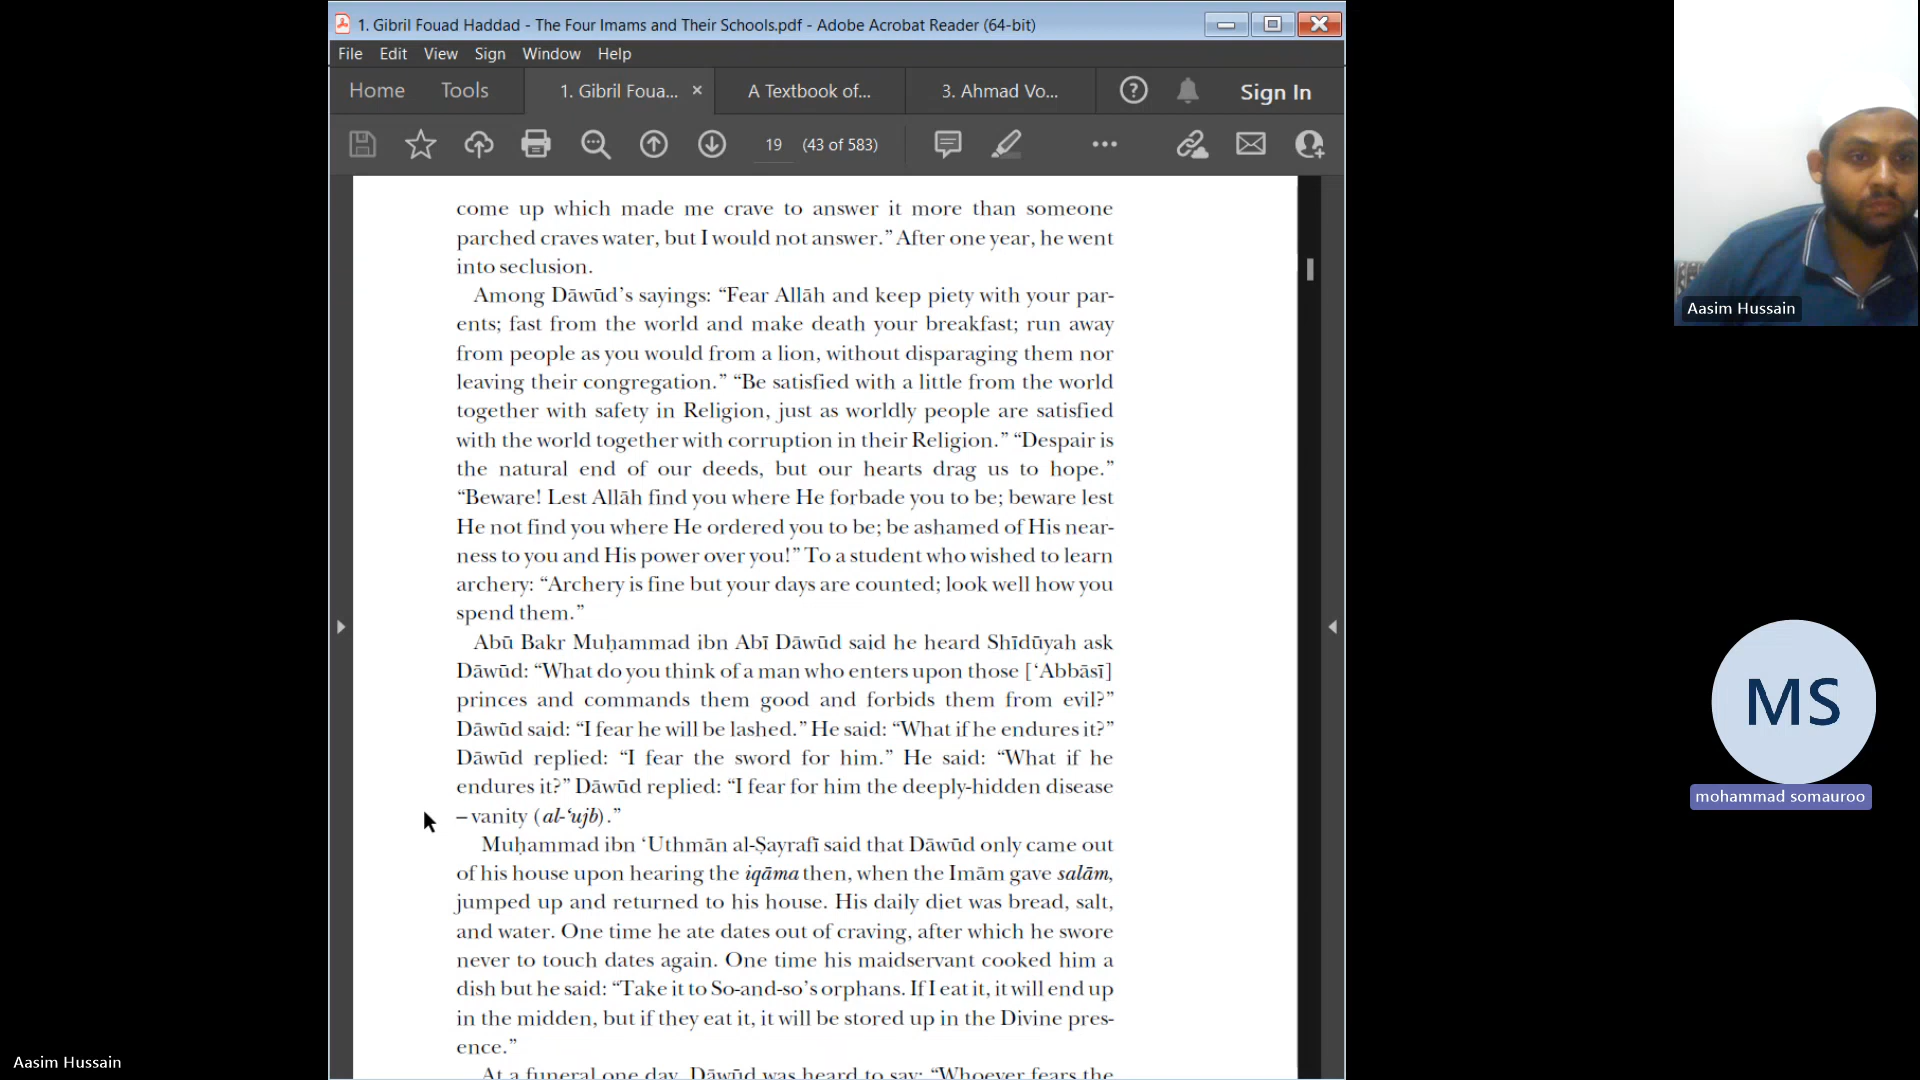 1. Gibril Fouad Haddad - The Four Imams and Their Schools.pdf - Adobe Acrobat Reader (64-bit)
File Edit View Sign Window Help
Home Tools 1. Gibril Foua... × A Textbook of... 3. Ahmad Vo... Sign In
19 (43 of 583)
come up which made me crave to answer it more than someone
parched craves water, but I would not answer.” After one year, he went
into seclusion.
Among Dāwūd’s sayings: “Fear Allāh and keep piety with your par-
ents; fast from the world and make death your breakfast; run away
from people as you would from a lion, without disparaging them nor
leaving their congregation.” “Be satisfied with a little from the world
together with safety in Religion, just as worldly people are satisfied
with the world together with corruption in their Religion.” “Despair is
the natural end of our deeds, but our hearts drag us to hope.”
“Beware! Lest Allāh find you where He forbade you to be; beware lest
He not find you where He ordered you to be; be ashamed of His near-
ness to you and His power over you!” To a student who wished to learn
archery: “Archery is fine but your days are counted; look well how you
spend them.”
Abū Bakr Muḥammad ibn Abī Dāwūd said he heard Shīdūyah ask
Dāwūd: “What do you think of a man who enters upon those [‘Abbāsī]
princes and commands them good and forbids them from evil?”
Dāwūd said: “I fear he will be lashed.” He said: “What if he endures it?”
Dāwūd replied: “I fear the sword for him.” He said: “What if he
endures it?” Dāwūd replied: “I fear for him the deeply-hidden disease
– vanity (al-‘ujb).”
Muḥammad ibn ‘Uthmān al-Ṣayrafī said that Dāwūd only came out
of his house upon hearing the iqāma then, when the Imām gave salām,
jumped up and returned to his house. His daily diet was bread, salt,
and water. One time he ate dates out of craving, after which he swore
never to touch dates again. One time his maidservant cooked him a
dish but he said: “Take it to So-and-so’s orphans. If I eat it, it will end up
in the midden, but if they eat it, it will be stored up in the Divine pres-
ence.”
At a funeral one day, Dāwūd was heard to say: “Whoever fears the
Aasim Hussain
MS
mohammad somauroo
Aasim Hussain